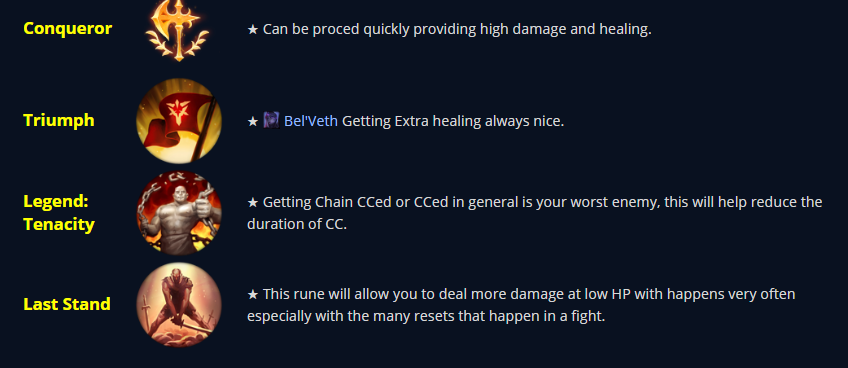 Conqueror ★ Can be proced quickly providing high damage and healing.
Triumph ★ Bel'Veth Getting Extra healing always nice.
Legend:
Tenacity
★ Getting Chain CCed or CCed in general is your worst enemy, this will help reduce the
duration of CC.
Last Stand
★ This rune will allow you to deal more damage at low HP with happens very often
especially with the many resets that happen in a fight.